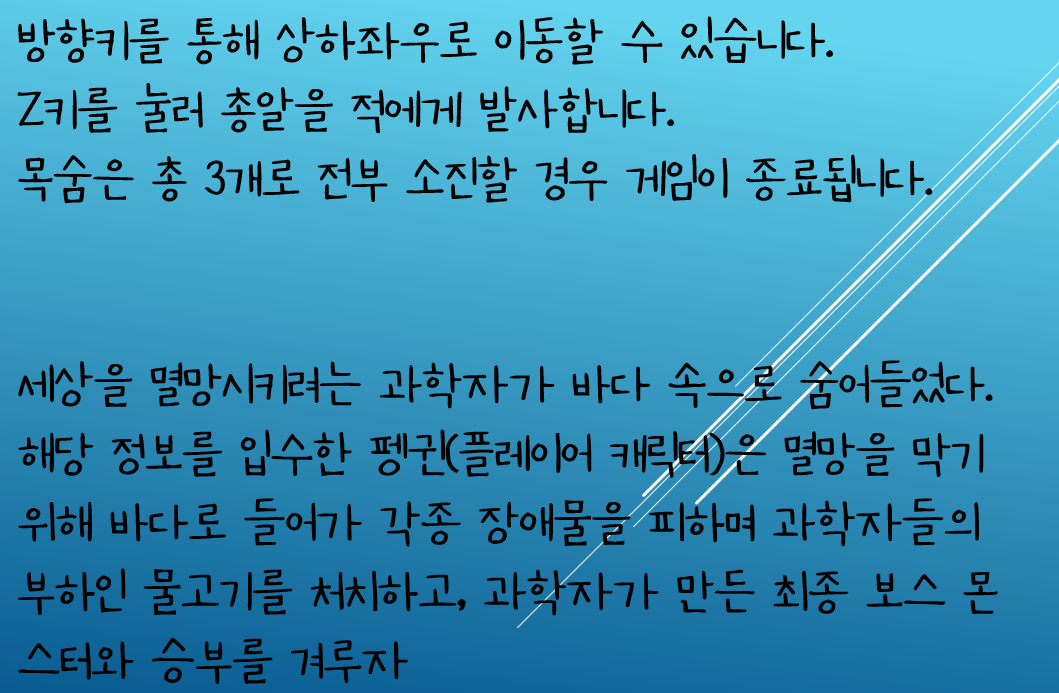 방향키를 통해 상하좌우로 이동할 수 있습니다.
Z키를 눌러 총알을 적에게 발사합니다.
목숨은 총 3개로 전부 소진할 경우 게임이 종료됩니다.
세상을 멸망시키려는 과학자가 바다 속으로 숨어들었다.
해당 정보를 입수한 펭귄(플레이어 캐릭터)은 멸망을 막기
위해 바다로 들어가 각종 장애물을 피하며 과학자들의
부하인 물고기를 처치하고, 과학자가 만든 최종 보스 몬
스터와 승부를 겨루자